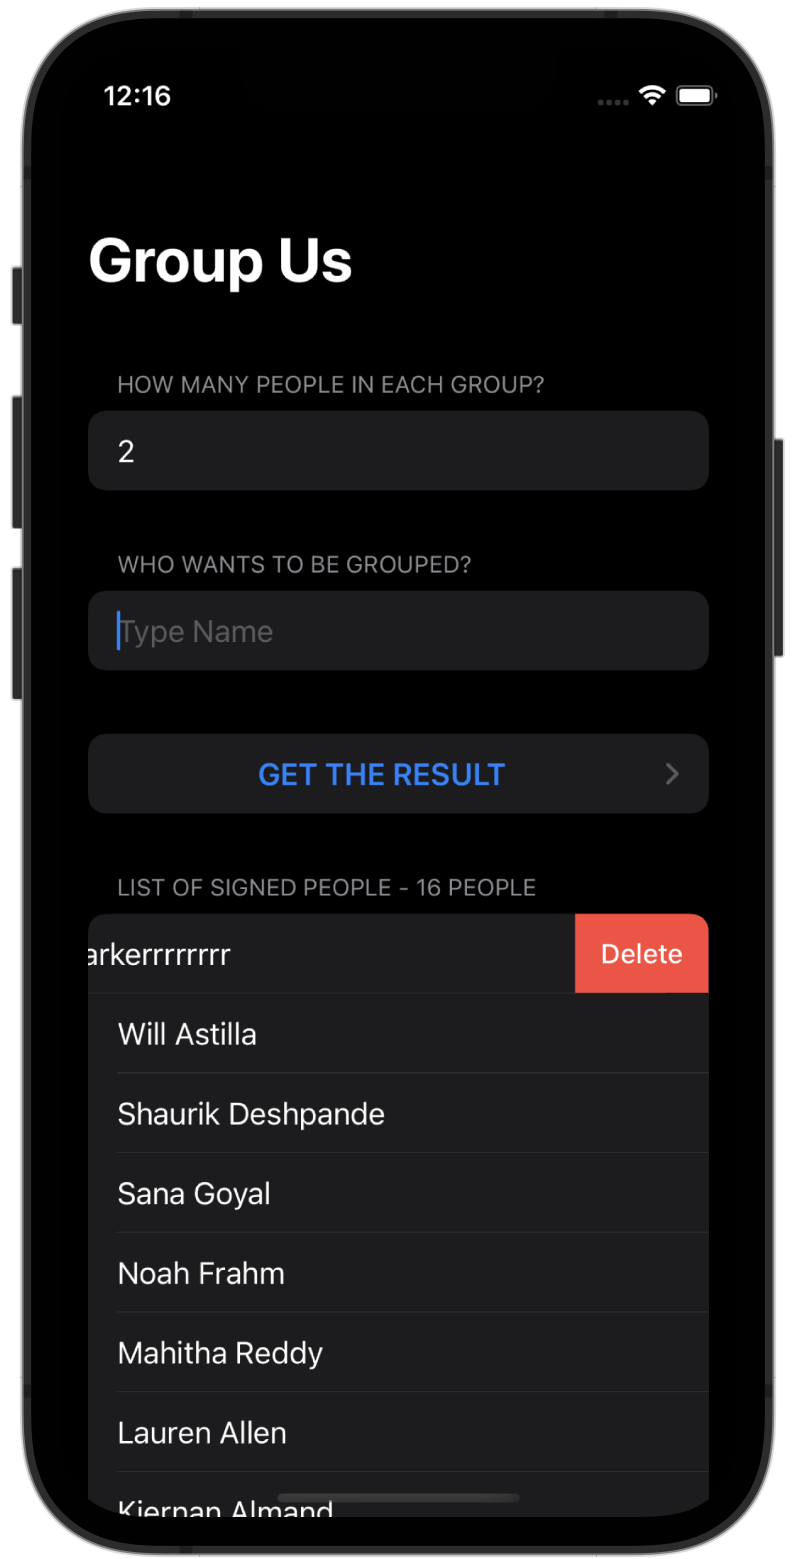 12:16
Group Us
HOW MANY PEOPLE IN EACH GROUP?
2
WHO WANTS TO BE GROUPED?
Type Name
GET THE RESULT
LIST OF SIGNED PEOPLE - 16 PEOPLE
arkerrrrrrrr Delete
Will Astilla
Shaurik Deshpande
Sana Goyal
Noah Frahm
Mahitha Reddy
Lauren Allen
Kiernan Almand